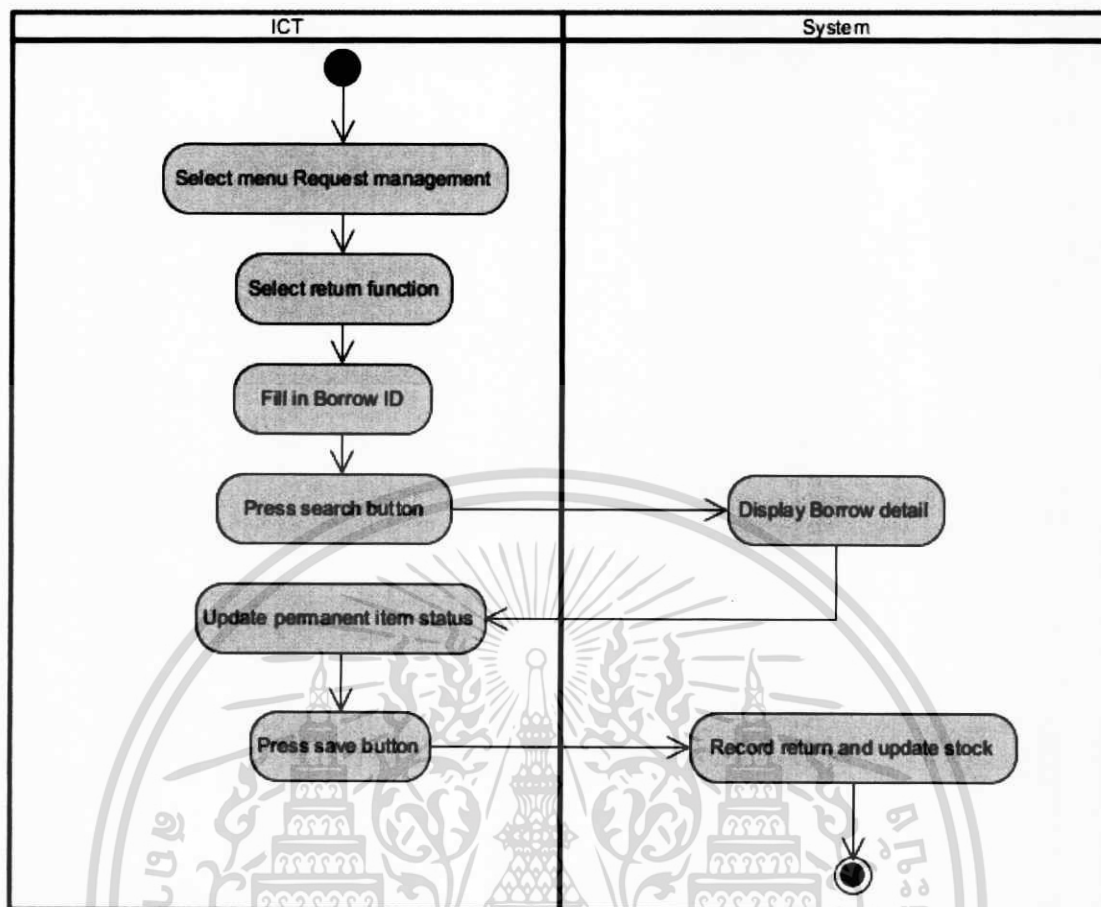 ICT
System
Select menu Request management
Select return function
Fill in Borrow ID
Press search button
Display Borrow detail
Update permanent item status
Press save button
Record return and update stock